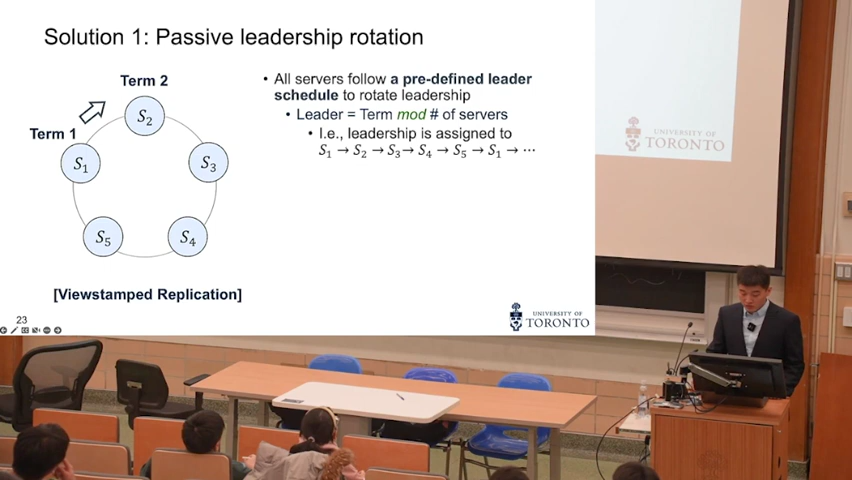 Solution 1: Passive leadership rotation
Term 2
Term 1
S₁
S₂
S₃
S₄
S₅
[Viewstamped Replication]
• All servers follow a pre-defined leader
schedule to rotate leadership
• Leader = Term mod # of servers
• I.e., leadership is assigned to
S₁ → S₂ → S₃ → S₄ → S₅ → S₁ → ⋯
23
UNIVERSITY OF
TORONTO
UNIVERSITY OF
TORONTO